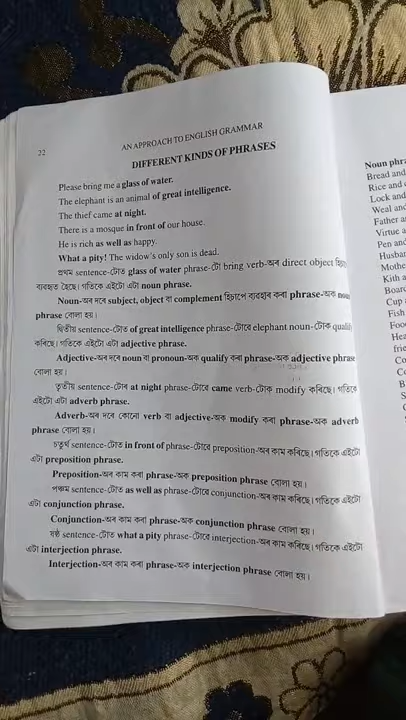 22
AN APPROACH TO ENGLISH GRAMMAR
DIFFERENT KINDS OF PHRASES
Please bring me a glass of water.
The elephant is an animal of great intelligence.
The thief came at night.
There is a mosque in front of our house.
He is rich as well as happy.
What a pity! The widow's only son is dead.
প্ৰথম sentence-টোত glass of water phrase-টো bring verb-অৰ direct object হিচাপে
ব্যৱহৃত হৈছে। গতিকে এইটো এটা noun phrase.
Noun-অৰ দৰে subject, object বা complement হিচাপে ব্যৱহাৰ কৰা phrase-অক noun
phrase বোলা হয়।
দ্বিতীয় sentence-টোত of great intelligence phrase-টোৱে elephant noun-টোক qualify
কৰিছে। গতিকে এইটো এটা adjective phrase.
Adjective-অৰ দৰে noun বা pronoun-অক qualify কৰা phrase-অক adjective phrase
বোলা হয়।
তৃতীয় sentence-টোৰ at night phrase-টোৱে came verb-টোক modify কৰিছে। গতিকে
এইটো এটা adverb phrase.
Adverb-অৰ দৰে কোনো verb বা adjective-অক modify কৰা phrase-অক adverb
phrase বোলা হয়।
চতুৰ্থ sentence-টোত in front of phrase-টোৱে preposition-অৰ কাম কৰিছে। গতিকে এইটো
এটা preposition phrase.
Preposition-অৰ কাম কৰা phrase-অক preposition phrase বোলা হয়।
পঞ্চম sentence-টোত as well as phrase-টোৱে conjunction-অৰ কাম কৰিছে। গতিকে এইটো
এটা conjunction phrase.
Conjunction-অৰ কাম কৰা phrase-অক conjunction phrase বোলা হয়।
ষষ্ঠ sentence-টোত what a pity phrase-টোৱে interjection-অৰ কাম কৰিছে। গতিকে এইটো
এটা interjection phrase.
Interjection-অৰ কাম কৰা phrase-অক interjection phrase বোলা হয়।
Noun
Bread and
Rice and
Lock and
Weal and
Father
Virtue
Pen and
Kith
Cup
Fish